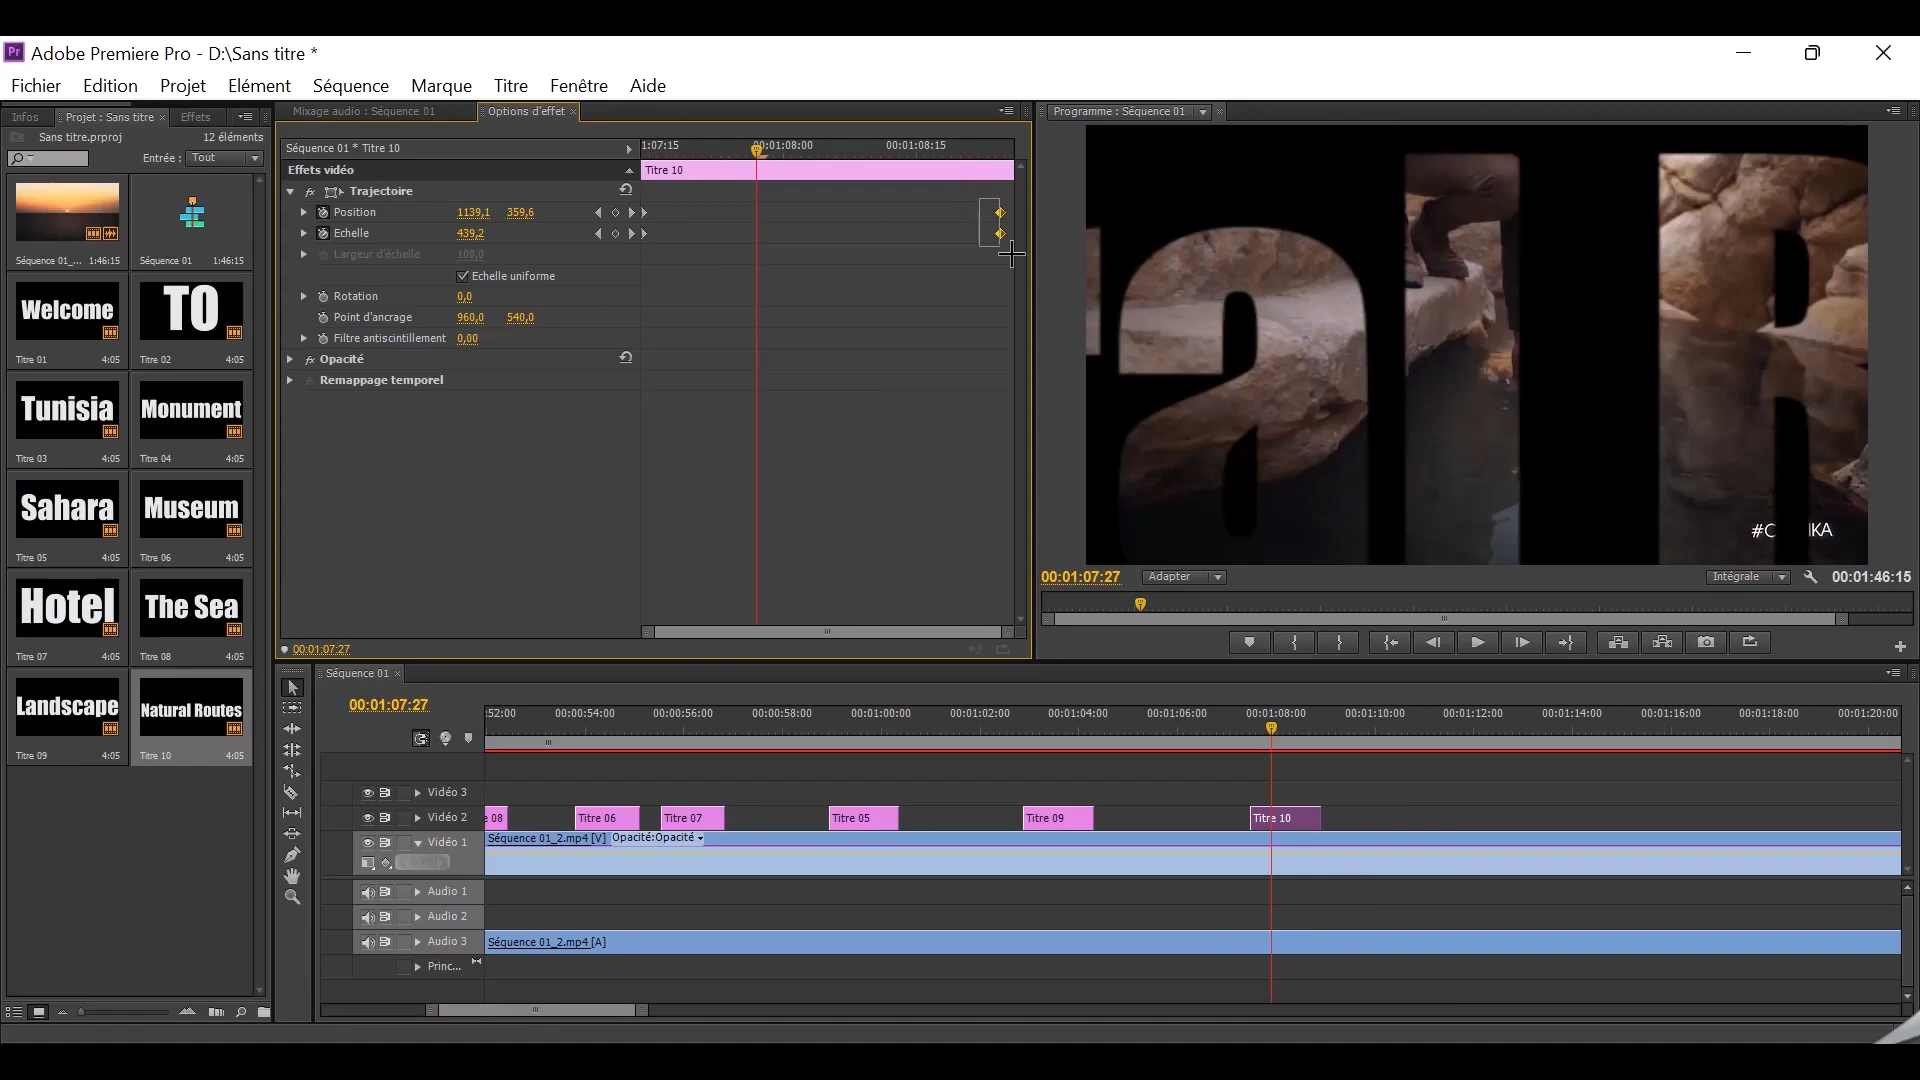 Pr Adobe Premiere Pro - D:\Sans titre *
Fichier Edition Projet Elément Séquence Marque Titre Fenêtre Aide
Infos Projet : Sans titre × Effets
Sans titre.prproj 12 éléments
Entrée : Tout
Séquence 01_... 1:46:15 Séquence 01 1:46:15
Welcome TO
Titre 01 4:05 Titre 02 4:05
Tunisia Monument
Titre 03 4:05 Titre 04 4:05
Sahara Museum
Titre 05 4:05 Titre 06 4:05
Hotel The Sea
Titre 07 4:05 Titre 08 4:05
Landscape Natural Routes
Titre 09 4:05 Titre 10 4:05
Mixage audio : Séquence 01 Options d'effet ×
Séquence 01 * Titre 10 1:07:15 00:01:08:00 00:01:08:15
Effets vidéo Titre 10
fx Trajectoire
Position 1139,1 359,6
Echelle 439,2
Largeur d'échelle 100,0
Echelle uniforme
Rotation 0,0
Point d'ancrage 960,0 540,0
Filtre antiscintillement 0,00
fx Opacité
Remappage temporel
00:01:07:27
Programme : Séquence 01 ×
al R
#C KA
00:01:07:27 Adapter Intégrale 00:01:46:15
Séquence 01 ×
00:01:07:27
:52:00 00:00:54:00 00:00:56:00 00:00:58:00 00:01:00:00 00:01:02:00 00:01:04:00 00:01:06:00 00:01:08:00 00:01:10:00 00:01:12:00 00:01:14:00 00:01:16:00 00:01:18:00 00:01:20:00
Vidéo 3
Vidéo 2 e 08 Titre 06 Titre 07 Titre 05 Titre 09 Titre 10
Vidéo 1 Séquence 01_2.mp4 [V] Opacité:Opacité
Audio 1
Audio 2
Audio 3 Séquence 01_2.mp4 [A]
Princ...